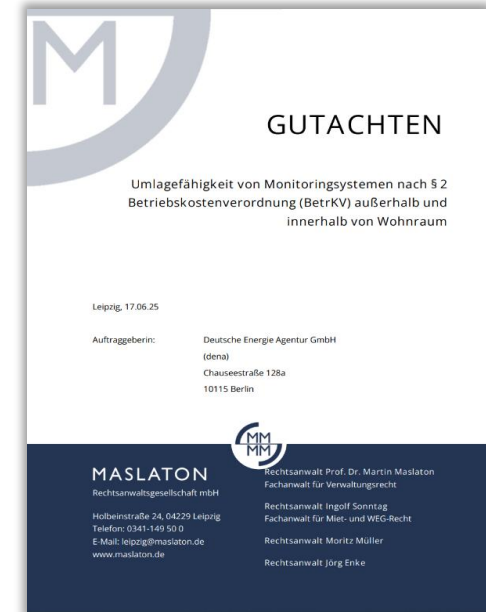 M
GUTACHTEN
Umlagefähigkeit von Monitoringsystemen nach § 2
Betriebskostenverordnung (BetrKV) außerhalb und
innerhalb von Wohnraum
Leipzig, 17.06.25
Auftraggeberin:
Deutsche Energie Agentur GmbH
(dena)
Chauseestraße 128a
10115 Berlin
MM
MM
MASLATON
Rechtsanwaltsgesellschaft mbH
Holbeinstraße 24, 04229 Leipzig
Telefon: 0341-149 50 0
E-Mail: leipzig@maslaton.de
www.maslaton.de
Rechtsanwalt Prof. Dr. Martin Maslaton
Fachanwalt für Verwaltungsrecht
Rechtsanwalt Ingolf Sonntag
Fachanwalt für Miet- und WEG-Recht
Rechtsanwalt Moritz Müller
Rechtsanwalt Jörg Enke